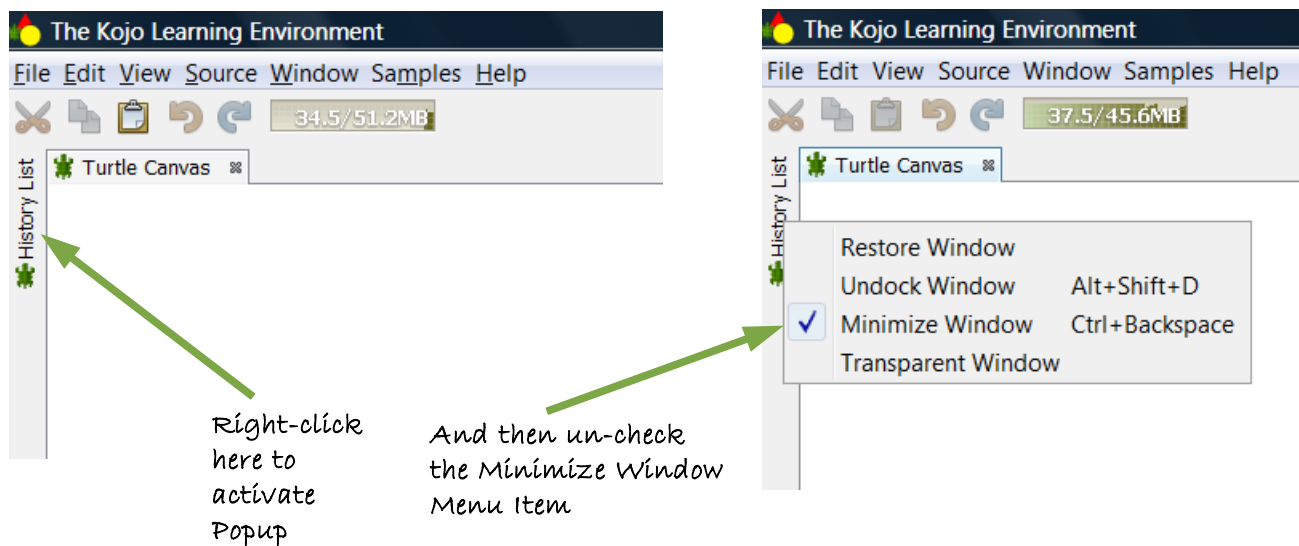 The Kojo Learning Environment
File Edit View Source Window Samples Help
34.5/51.2MB
History List
Turtle Canvas
Right-click
here to
activate
Popup
The Kojo Learning Environment
File Edit View Source Window Samples Help
37.5/45.6MB
History List
Turtle Canvas
Restore Window
Undock Window Alt+Shift+D
Minimize Window Ctrl+Backspace
Transparent Window
And then un-check
the Minimize Window
Menu Item